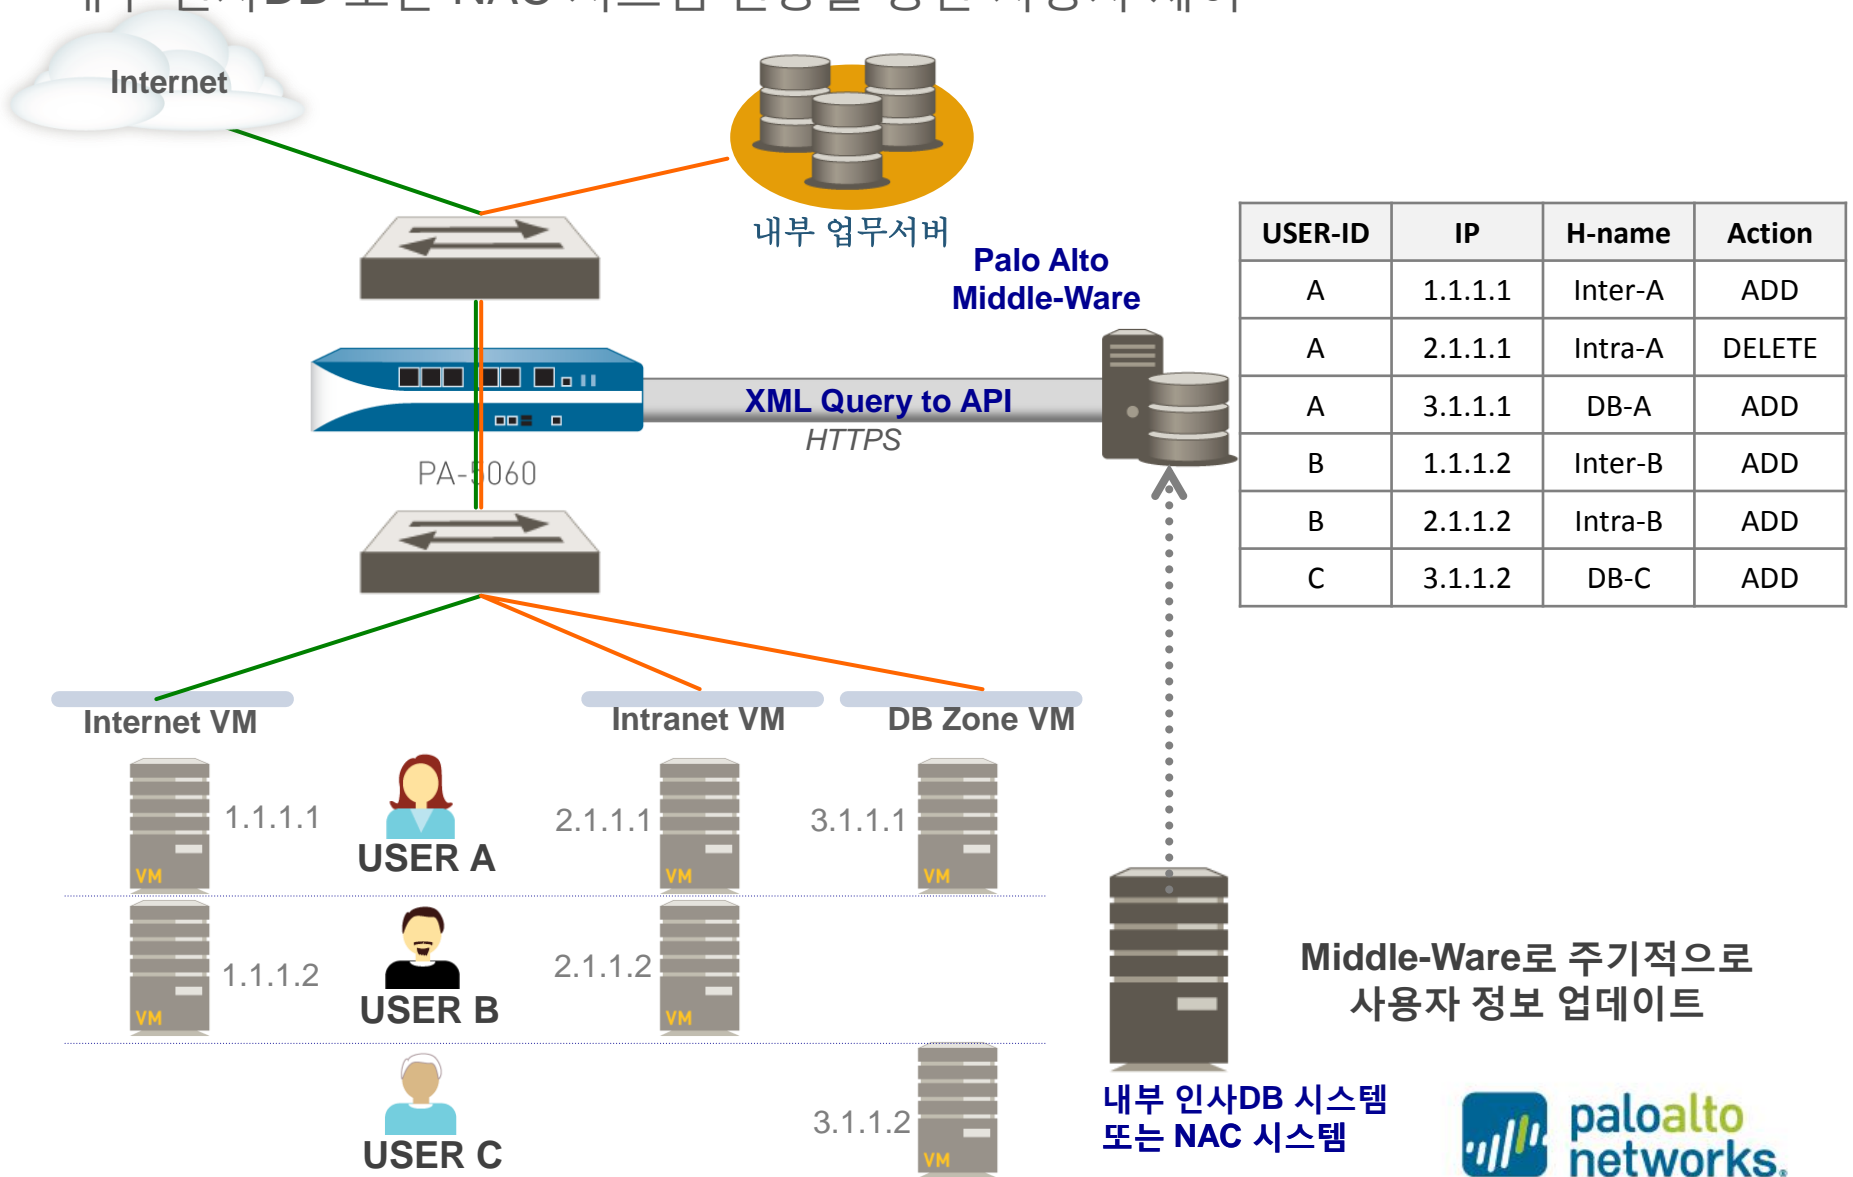 Internet
내부 업무서버
Palo Alto
Middle-Ware
USER-ID IP H-name Action
A 1.1.1.1 Inter-A ADD
A 2.1.1.1 Intra-A DELETE
A 3.1.1.1 DB-A ADD
B 1.1.1.2 Inter-B ADD
B 2.1.1.2 Intra-B ADD
C 3.1.1.2 DB-C ADD
XML Query to API
HTTPS
PA-5060
Internet VM
Intranet VM
DB Zone VM
1.1.1.1
USER A
2.1.1.1
3.1.1.1
VM
VM
VM
1.1.1.2
USER B
2.1.1.2
VM
VM
USER C
3.1.1.2
VM
Middle-Ware로 주기적으로
사용자 정보 업데이트
내부 인사DB 시스템
또는 NAC 시스템
paloalto
networks.